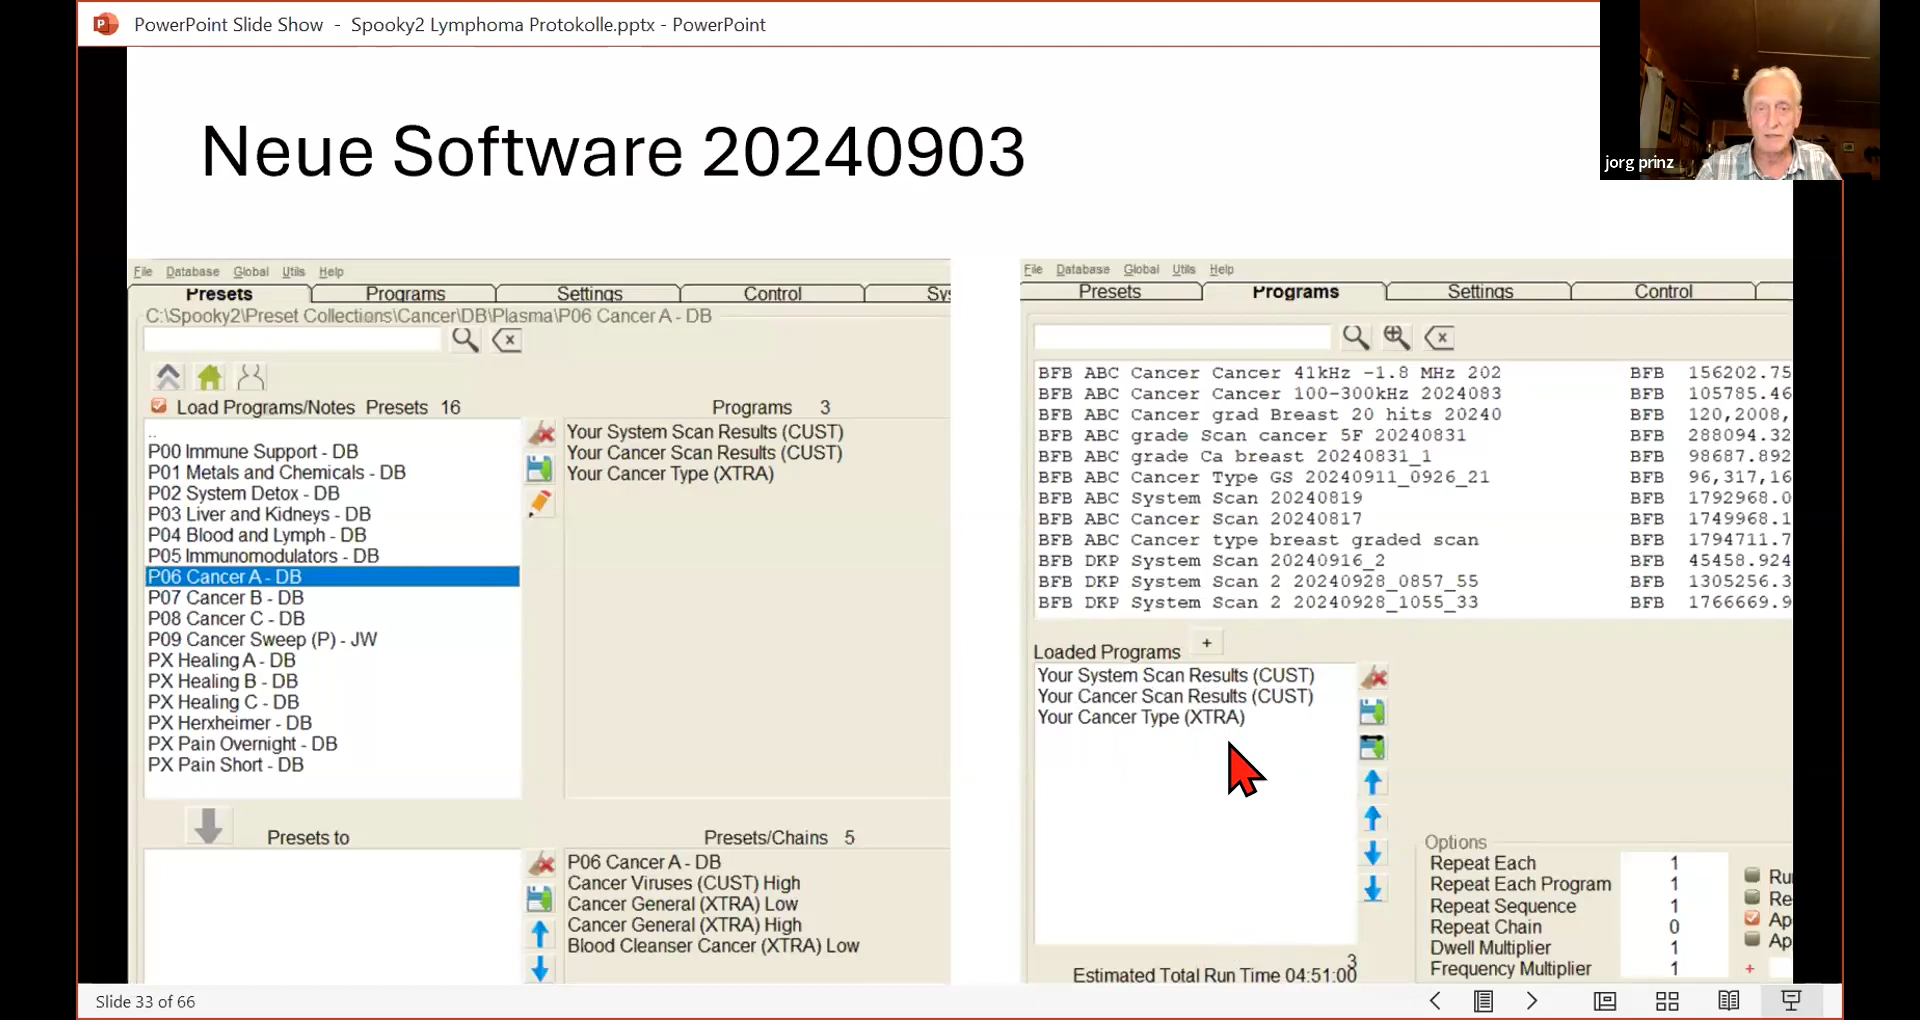 PowerPoint Slide Show - Spooky2 Lymphoma Protokolle.pptx - PowerPoint
jorg prinz
Neue Software 20240903
File Database Global Utils Help
Presets Programs Settings Control Sy
C:\Spooky2\Preset Collections\Cancer\DB\Plasma\P06 Cancer A - DB
Load Programs/Notes Presets 16
..
P00 Immune Support - DB
P01 Metals and Chemicals - DB
P02 System Detox - DB
P03 Liver and Kidneys - DB
P04 Blood and Lymph - DB
P05 Immunomodulators - DB
P06 Cancer A - DB
P07 Cancer B - DB
P08 Cancer C - DB
P09 Cancer Sweep (P) - JW
PX Healing A - DB
PX Healing B - DB
PX Healing C - DB
PX Herxheimer - DB
PX Pain Overnight - DB
PX Pain Short - DB
Programs 3
Your System Scan Results (CUST)
Your Cancer Scan Results (CUST)
Your Cancer Type (XTRA)
Presets to
Presets/Chains 5
P06 Cancer A - DB
Cancer Viruses (CUST) High
Cancer General (XTRA) Low
Cancer General (XTRA) High
Blood Cleanser Cancer (XTRA) Low
File Database Global Utils Help
Presets Programs Settings Control
BFB ABC Cancer Cancer 41kHz -1.8 MHz 202 BFB 156202.75
BFB ABC Cancer Cancer 100-300kHz 2024083 BFB 105785.46
BFB ABC Cancer grad Breast 20 hits 20240 BFB 120,2008,
BFB ABC grade Scan cancer 5F 20240831 BFB 288094.32
BFB ABC grade Ca breast 20240831_1 BFB 98687.892
BFB ABC Cancer Type GS 20240911_0926_21 BFB 96,317,16
BFB ABC System Scan 20240819 BFB 1792968.0
BFB ABC Cancer Scan 20240817 BFB 1749968.1
BFB ABC Cancer type breast graded scan BFB 1794711.7
BFB DKP System Scan 20240916_2 BFB 45458.924
BFB DKP System Scan 2 20240928_0857_55 BFB 1305256.3
BFB DKP System Scan 2 20240928_1055_33 BFB 1766669.9
Loaded Programs +
Your System Scan Results (CUST)
Your Cancer Scan Results (CUST)
Your Cancer Type (XTRA)
3
Estimated Total Run Time 04:51:00
Options
Repeat Each 1 Ru
Repeat Each Program 1 Re
Repeat Sequence 1 Ap
Repeat Chain 0 Ap
Dwell Multiplier 1
Frequency Multiplier 1 +
Slide 33 of 66